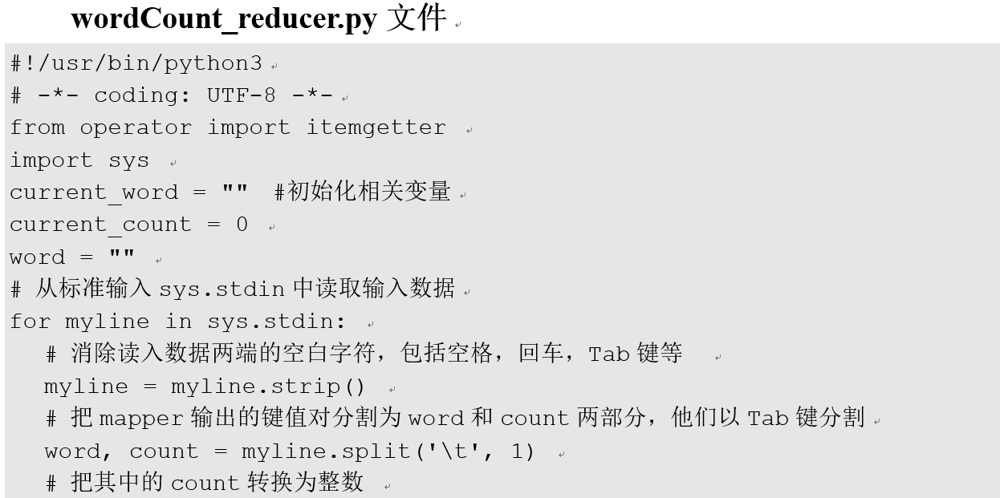 wordCount_reducer.py 文件
#!/usr/bin/python3
# -*- coding: UTF-8 -*-
from operator import itemgetter
import sys
current_word = "" #初始化相关变量
current_count = 0
word = ""
# 从标准输入 sys.stdin 中读取输入数据
for myline in sys.stdin:
    # 消除读入数据两端的空白字符，包括空格，回车，Tab 键等
    myline = myline.strip()
    # 把 mapper 输出的键值对分割为 word 和 count 两部分，他们以 Tab 键分割
    word, count = myline.split('\t', 1)
    # 把其中的 count 转换为整数